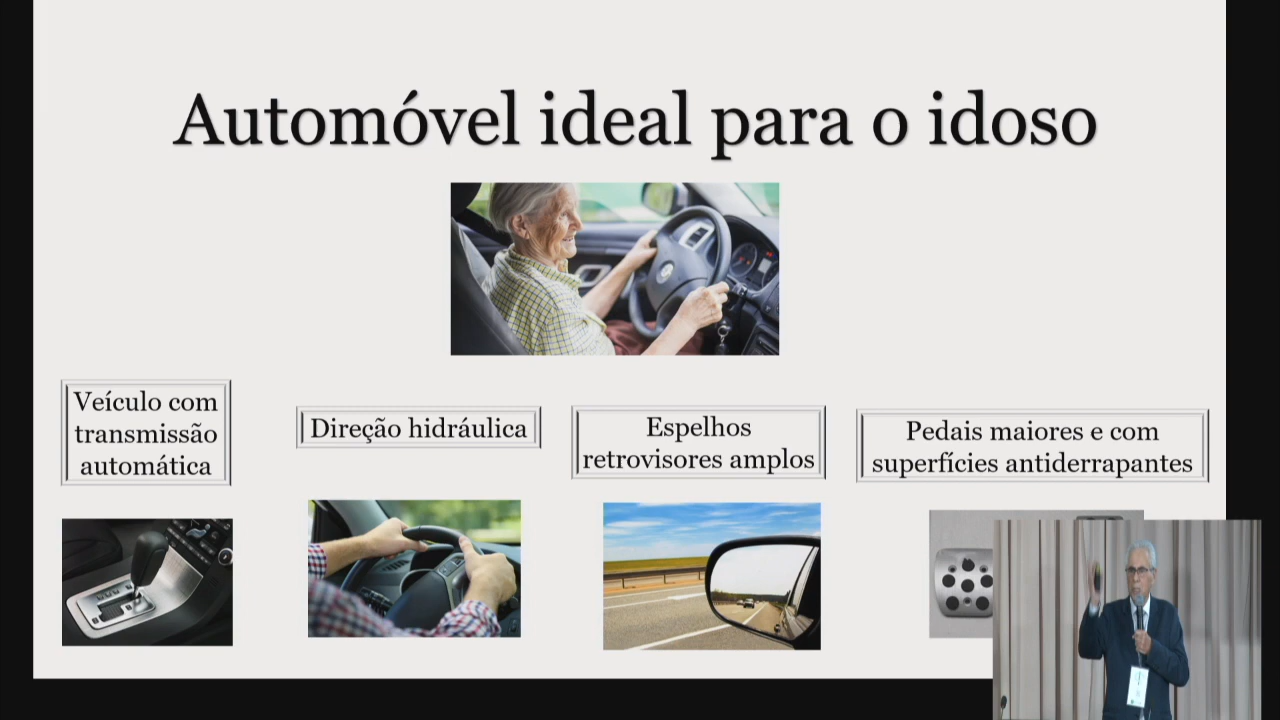 Automóvel ideal para o idoso
Veículo com
transmissão
automática
Direção hidráulica
Espelhos
retrovisores amplos
Pedais maiores e com
superfícies antiderrapantes